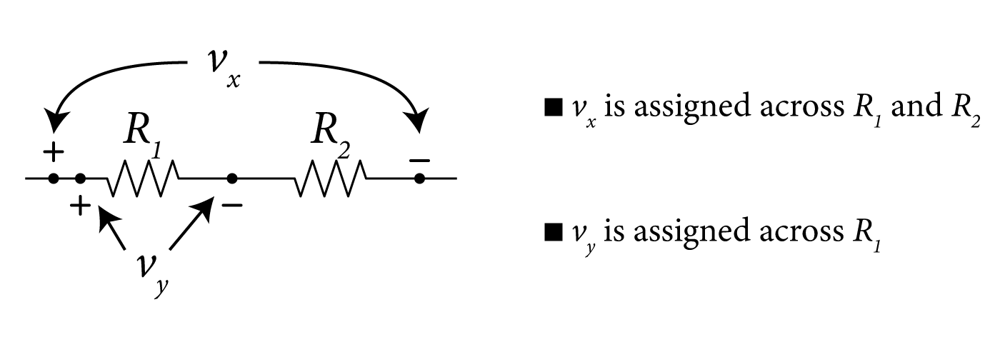 v_x
R_1
R_2
+
−
+
−
v_y
■ v_x is assigned across R_1 and R_2
■ v_y is assigned across R_1